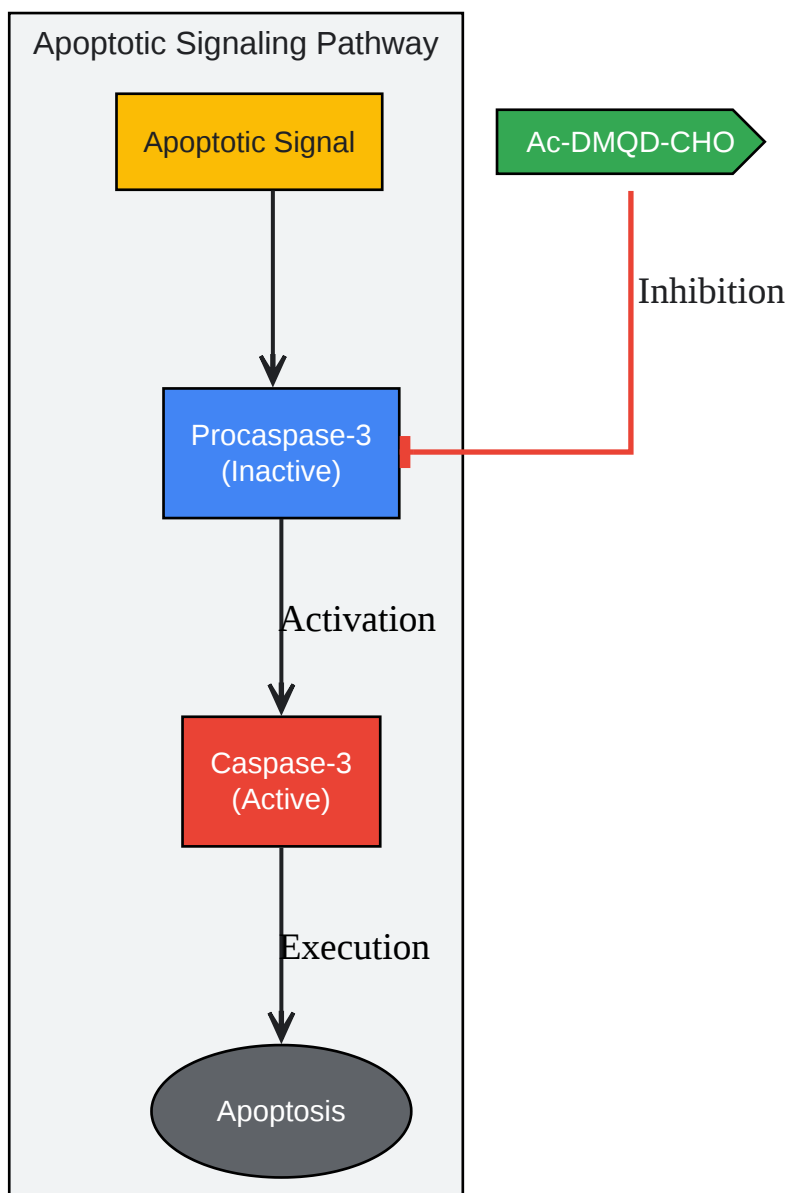 Apoptotic Signaling Pathway
Apoptotic Signal
Ac-DMQD-CHO
Inhibition
Procaspase-3
(Inactive)
Activation
Caspase-3
(Active)
Execution
Apoptosis